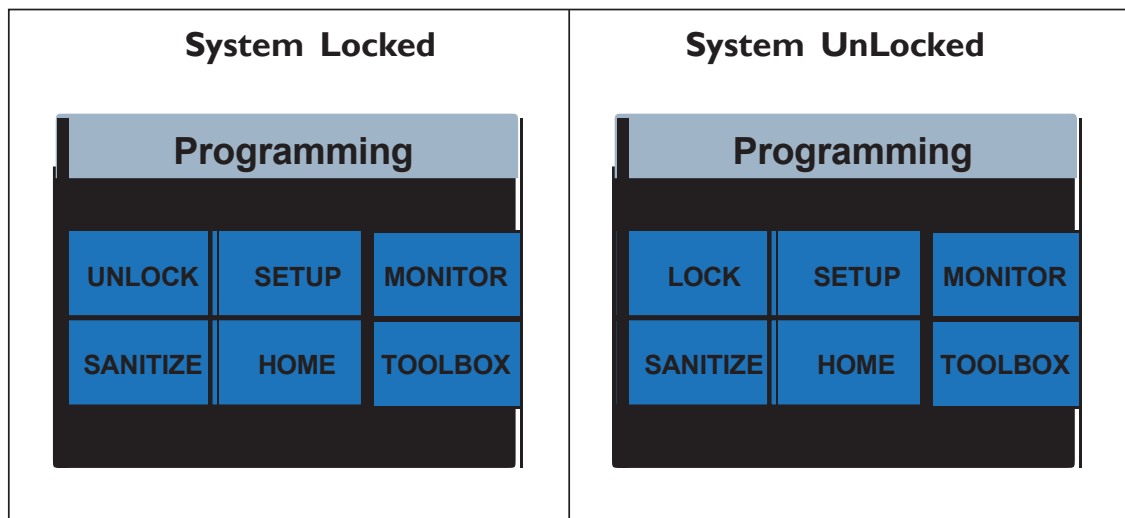 System Locked
Programming
UNLOCK SETUP MONITOR
SANITIZE HOME TOOLBOX
System UnLocked
Programming
LOCK SETUP MONITOR
SANITIZE HOME TOOLBOX